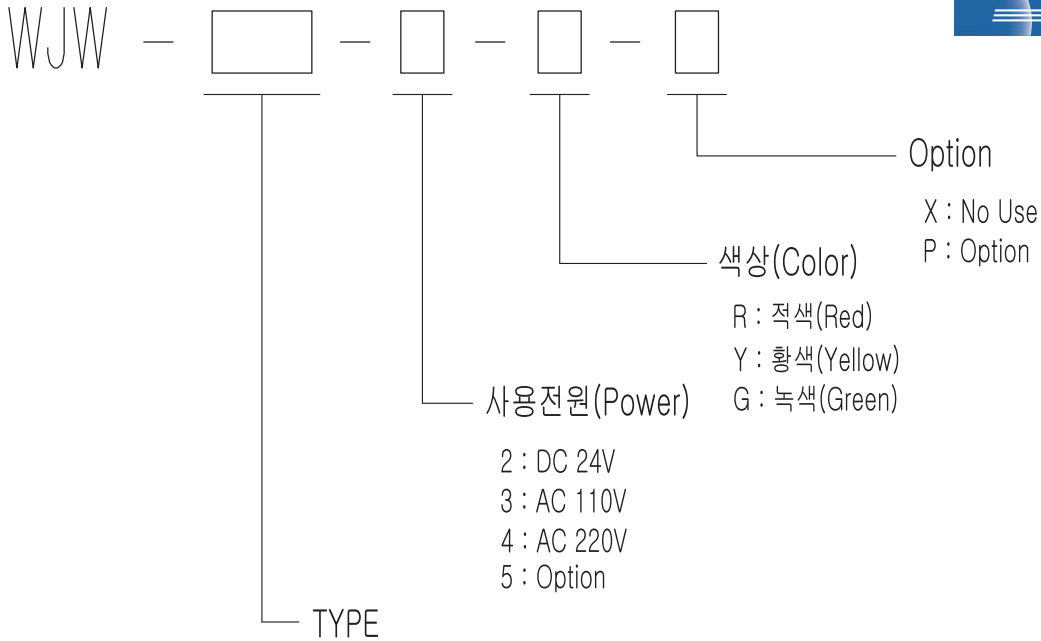 WJW - □ - □ - □ - □
Option
X : No Use
P : Option
색상(Color)
R : 적색(Red)
Y : 황색(Yellow)
G : 녹색(Green)
사용전원(Power)
2 : DC 24V
3 : AC 110V
4 : AC 220V
5 : Option
TYPE